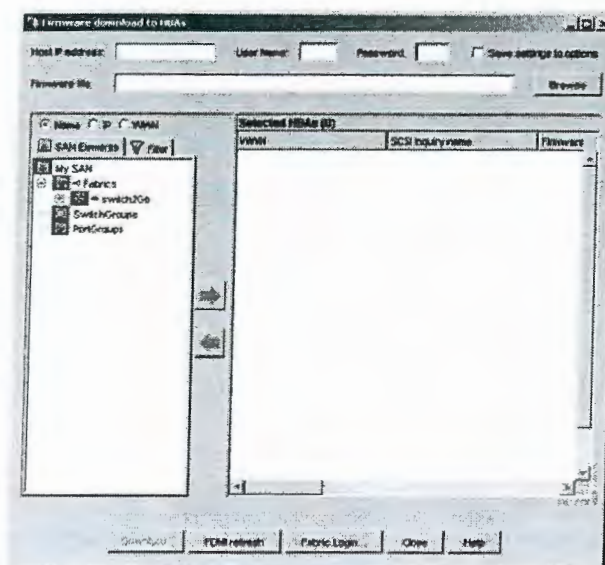 Firmware download to HBAs
Host IP address: User Name: Password: Save settings to options
Firmware file: Browse
Name IP WWN
SAN Elements Filter
My SAN
Fabrics
switch2Ge
SwitchGroups
PortGroups
Selected HBAs (0)
WWN SCSI Inquiry name Firmware
Download FDMI refresh Fabric Login Close Help